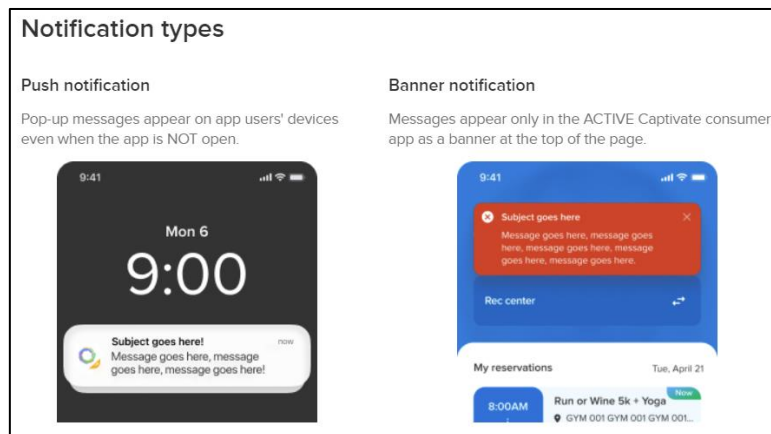 Notification types
Push notification
Pop-up messages appear on app users' devices
even when the app is NOT open.
9:41
Mon 6
9:00
Subject goes here!
now
Message goes here, message
goes here, message goes here!
Banner notification
Messages appear only in the ACTIVE Captivate consumer
app as a banner at the top of the page.
9:41
Subject goes here
Message goes here, message goes
here, message goes here, message
goes here, message goes here.
Rec center
My reservations
Tue, April 21
8:00AM
Run or Wine 5k + Yoga
Now
GYM 001 GYM 001 GYM 001...